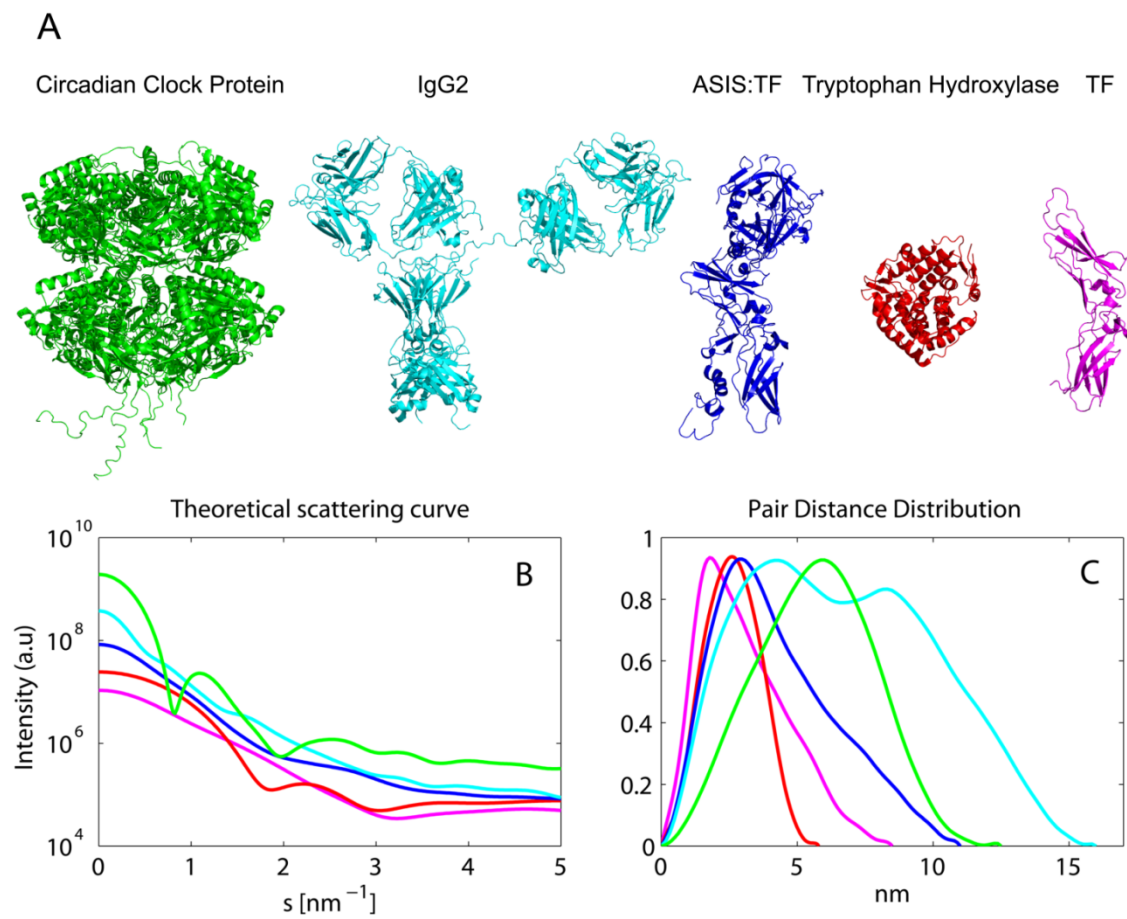 A
Circadian Clock Protein IgG2 ASIS:TF Tryptophan Hydroxylase TF
Theoretical scattering curve
B
10^10
10^8
10^6
10^4
Intensity (a.u)
0 1 2 3 4 5
s [nm^−1]
Pair Distance Distribution
C
1
0.8
0.6
0.4
0.2
0
0 5 10 15
nm